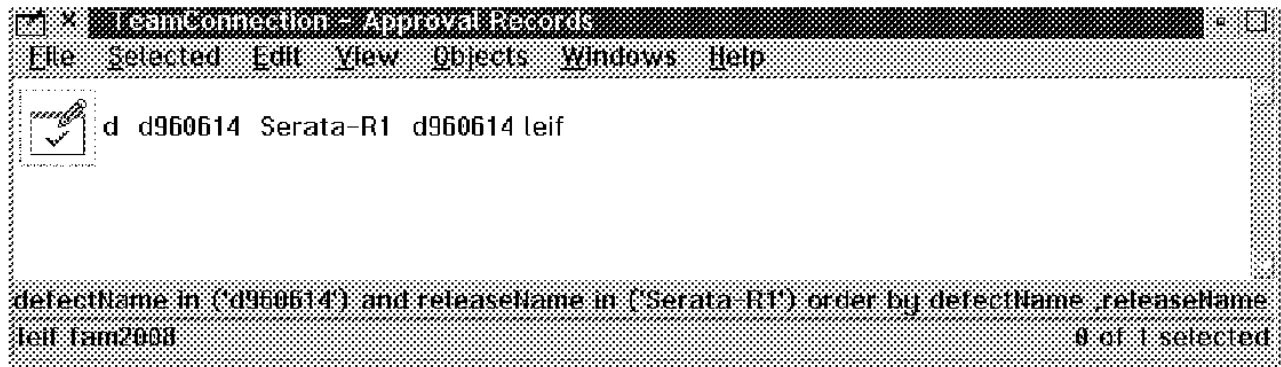 TeamConnection - Approval Records
File Selected Edit View Objects Windows Help
d d960614 Serata-R1 d960614 leif
defectName in ('d960614') and releaseName in ('Serata-R1') order by defectName ,releaseName
leif fam2008
0 of 1 selected